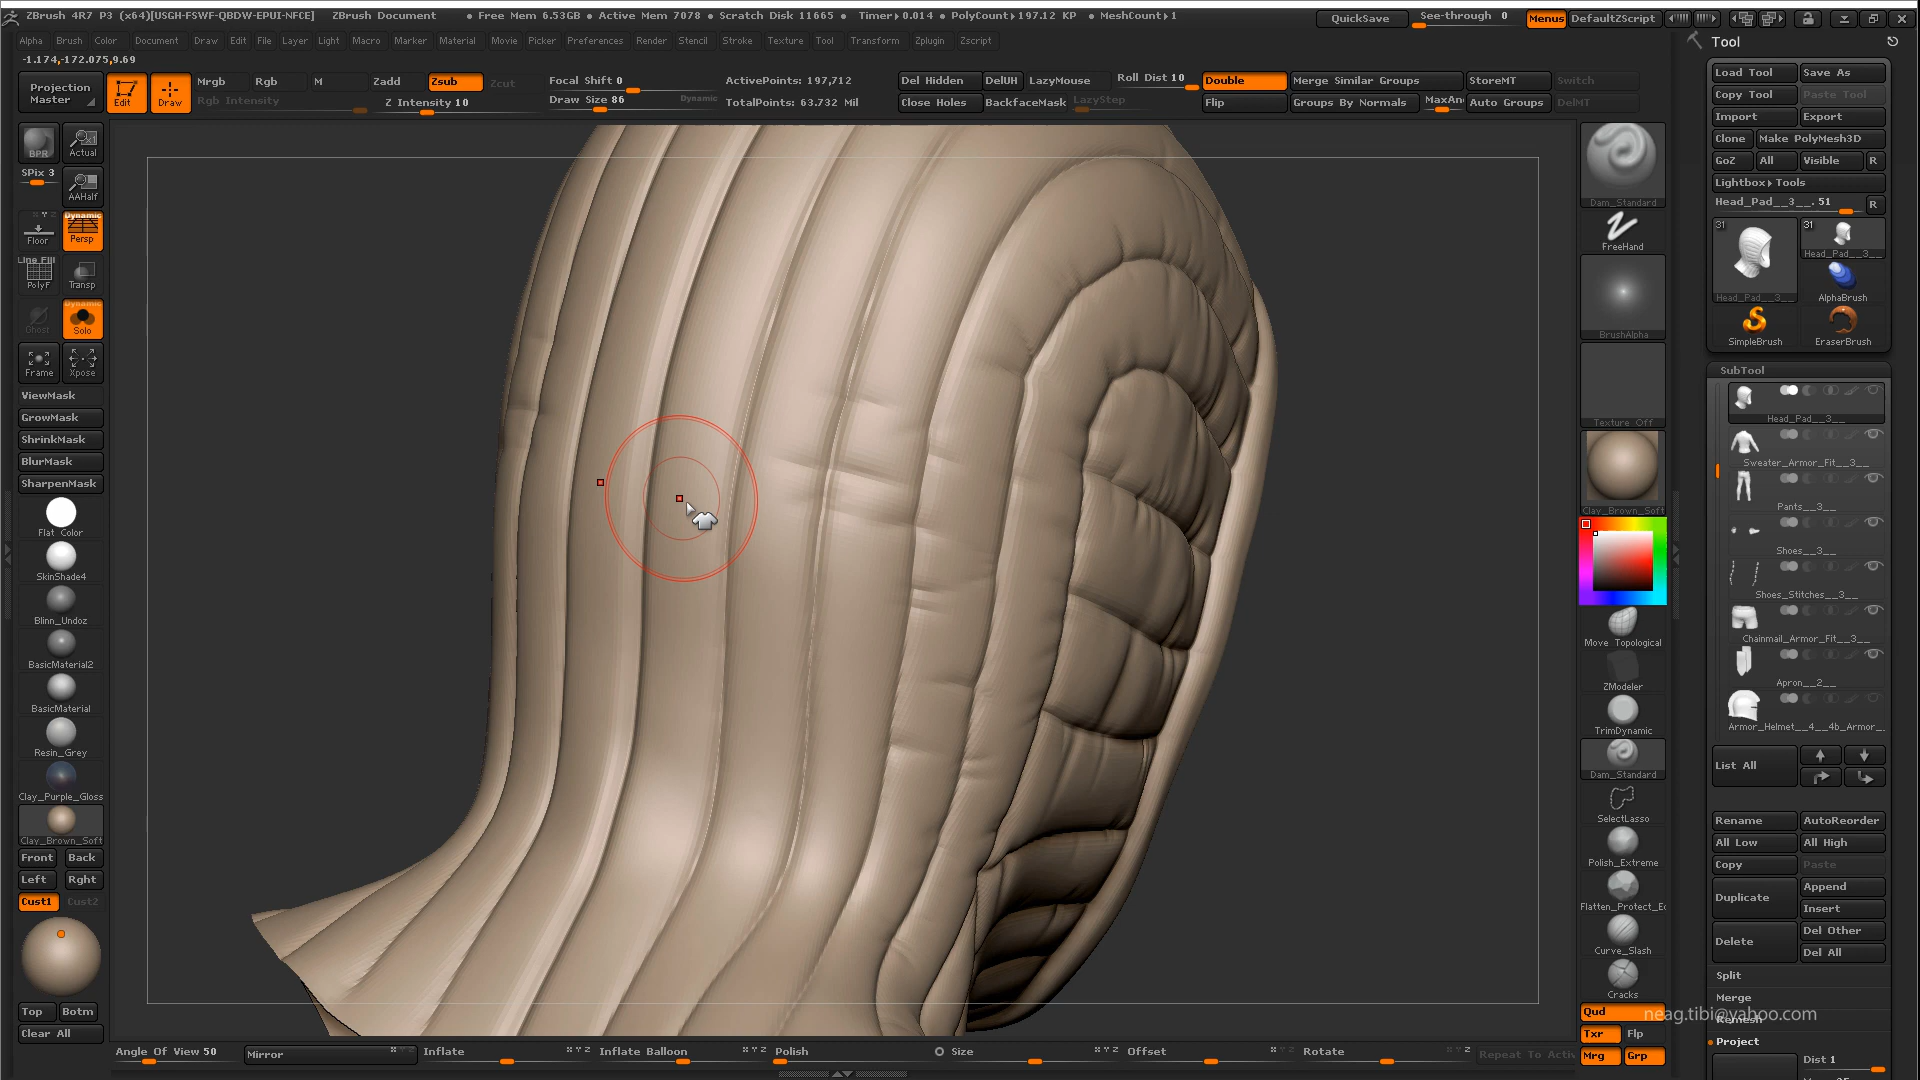 ZBrush 4R7 P3 (x64)[USGH-FSWF-QBDW-EPUI-NFCE] ZBrush Document • Free Mem 6.53GB • Active Mem 7078 • Scratch Disk 11665 • Timer▸0.014 • PolyCount▸197.12 KP • MeshCount▸1 QuickSave See-through 0 Menus DefaultZScript
Alpha Brush Color Document Draw Edit File Layer Light Macro Marker Material Movie Picker Preferences Render Stencil Stroke Texture Tool Transform Zplugin Zscript
-1.174,-172.075,9.69
Projection Master
Edit
Draw
Mrgb Rgb M Zadd Zsub Zcut
Rgb Intensity Z Intensity 10
Focal Shift 0
Draw Size 86 Dynamic
ActivePoints: 197,712
TotalPoints: 63.732 Mil
Del Hidden DelUH LazyMouse Roll Dist 10 Double Merge Similar Groups StoreMT Switch
Close Holes BackfaceMask LazyStep Flip Groups By Normals MaxAn Auto Groups DelMT
BPR
Actual
SPix 3
AAHalf
Dynamic
Floor
Persp
Line Fill
PolyF
Transp
Dynamic
Ghost
Solo
Frame
Xpose
ViewMask
GrowMask
ShrinkMask
BlurMask
SharpenMask
Flat Color
SkinShade4
Blinn_Undoz
BasicMaterial2
BasicMaterial
Resin_Grey
Clay_Purple_Gloss
Clay_Brown_Soft
Front Back
Left Rght
Cust1 Cust2
Top Botm
Clear All
Angle Of View 50
Mirror
Inflate
Inflate Balloon
Polish
Size
Offset
Rotate
Repeat To Activ
Dam_Standard
FreeHand
BrushAlpha
Texture Off
Clay_Brown_Soft
Move Topological
ZModeler
TrimDynamic
Dam_Standard
SelectLasso
Polish_Extreme
Flatten_Protect_Ed
Curve_Slash
Cracks
Qud
Txr Flp
Mrg Grp
Tool
Load Tool Save As
Copy Tool Paste Tool
Import Export
Clone Make PolyMesh3D
GoZ All Visible R
Lightbox▸Tools
Head_Pad__3__. 51 R
31
31
Head_Pad__3__
Head_Pad__3__
AlphaBrush
SimpleBrush
EraserBrush
SubTool
Head_Pad__3__
Sweater_Armor_Fit__3__
Pants__3__
Shoes__3__
Shoes_Stitches__3__
Chainmail_Armor_Fit__3__
Apron__2__
Armor_Helmet__4__4b_Armor_
List All
Rename AutoReorder
All Low All High
Copy Paste
Duplicate Append
Insert
Delete Del Other
Del All
Split
Merge
Remesh
neag.tibi@yahoo.com
Project
Dist 1